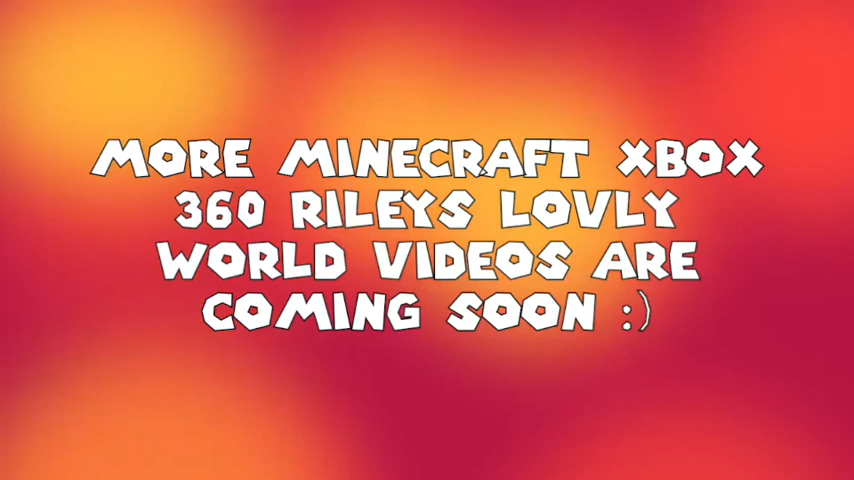 MORE MINECRAFT XBOX
360 RILEYS LOVLY
WORLD VIDEOS ARE
COMING SOON :)